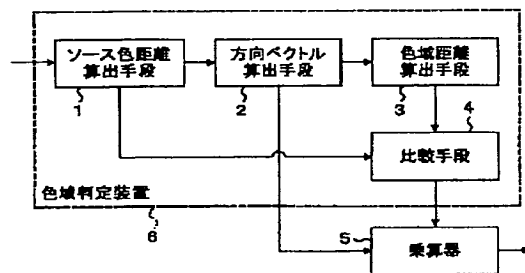 ソース色距離
算出手段
1
方向ベクトル
算出手段
2
色域距離
算出手段
3
4
比較手段
色域判定装置
6
5
乗算器